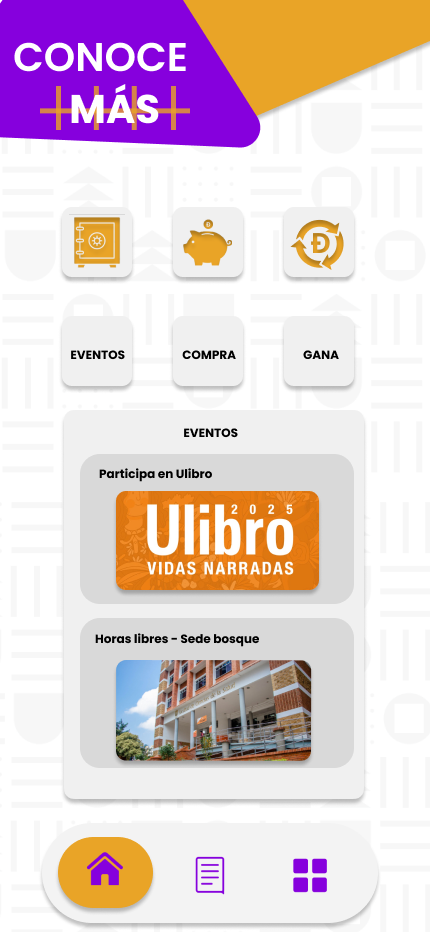 CONOCE
MÁS
EVENTOS
COMPRA
GANA
EVENTOS
Participa en Ulibro
2025
Ulibro
VIDAS NARRADAS
Horas libres - Sede bosque